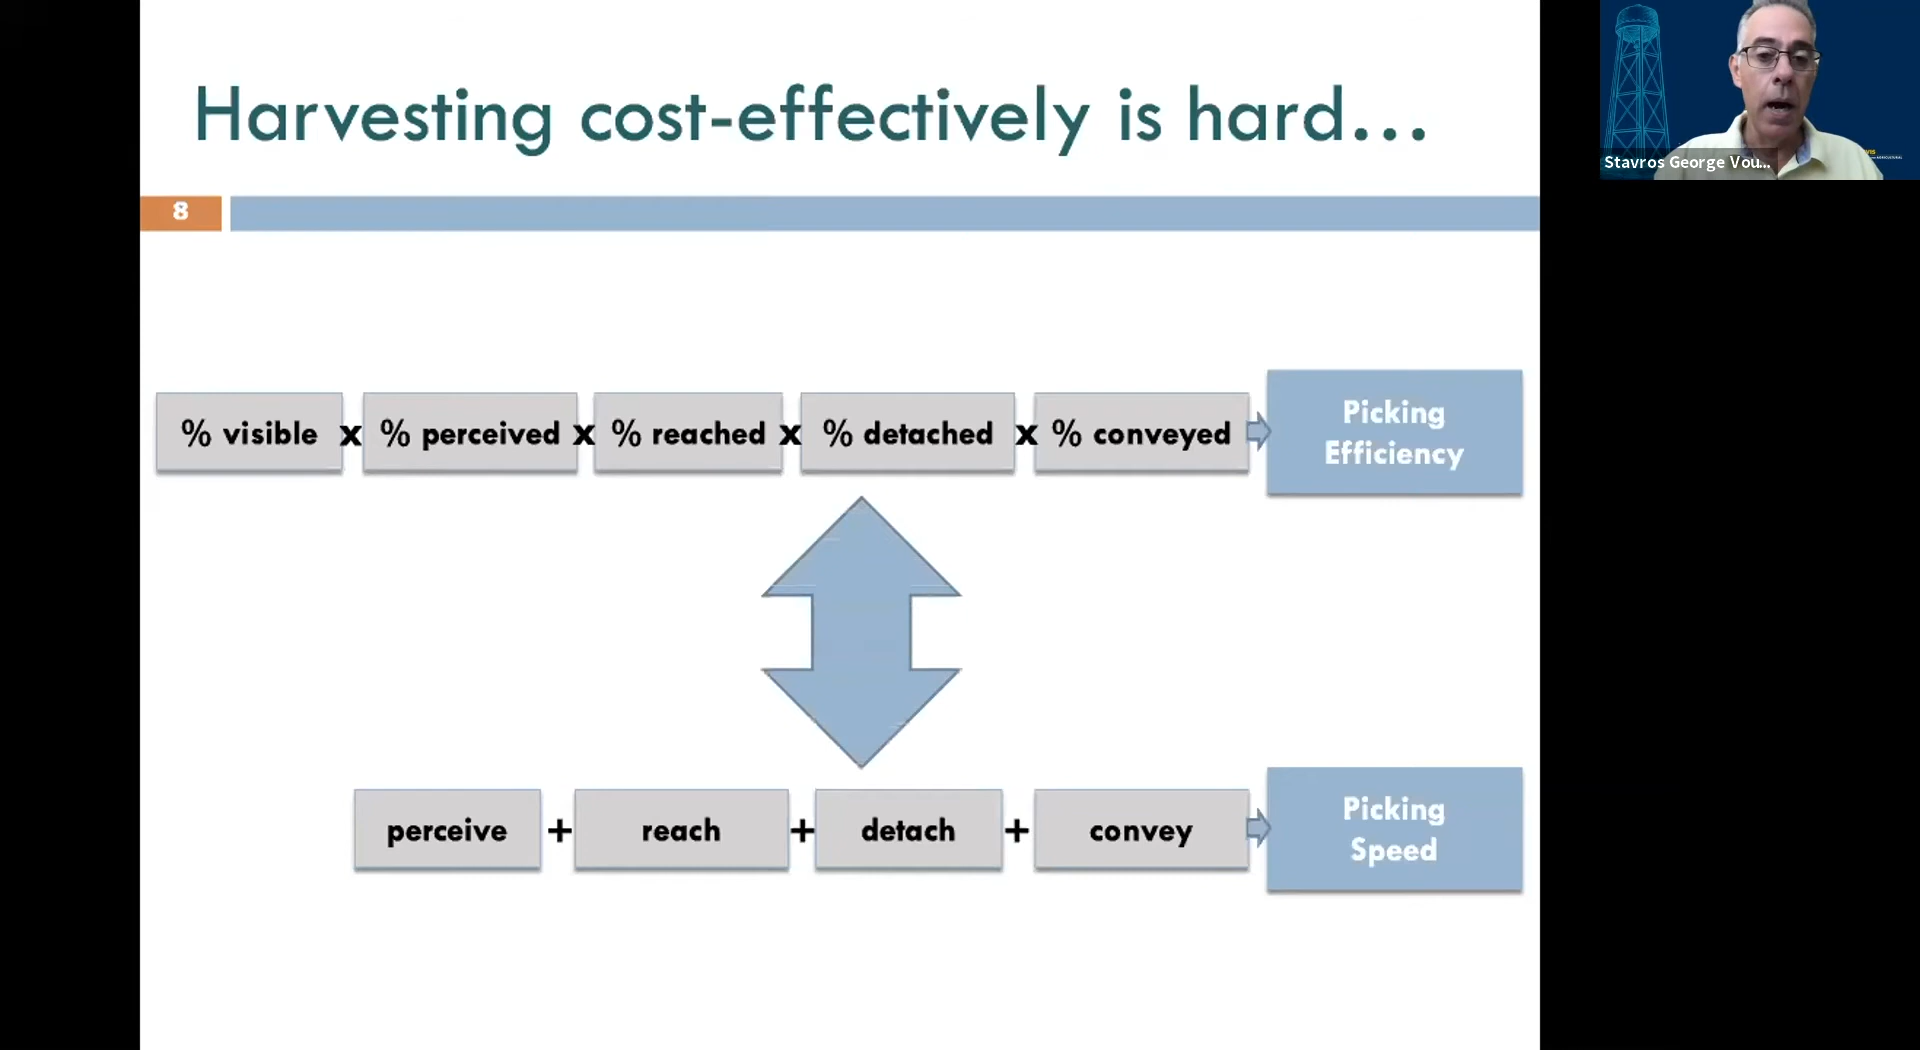 Harvesting cost-effectively is hard...
Stavros George Vou...
8
% visible x % perceived x % reached x % detached x % conveyed
Picking
Efficiency
perceive + reach + detach + convey
Picking
Speed